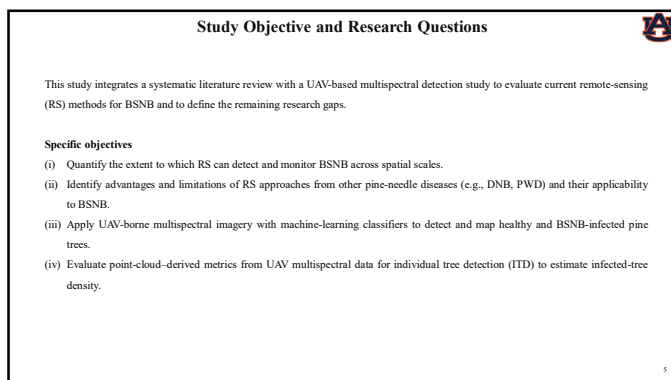 Study Objective and Research Questions
This study integrates a systematic literature review with a UAV-based multispectral detection study to evaluate current remote-sensing
(RS) methods for BSNB and to define the remaining research gaps.
Specific objectives
(i) Quantify the extent to which RS can detect and monitor BSNB across spatial scales.
(ii) Identify advantages and limitations of RS approaches from other pine-needle diseases (e.g., DNB, PWD) and their applicability
to BSNB.
(iii) Apply UAV-borne multispectral imagery with machine-learning classifiers to detect and map healthy and BSNB-infected pine
trees.
(iv) Evaluate point-cloud–derived metrics from UAV multispectral data for individual tree detection (ITD) to estimate infected-tree
density.
5